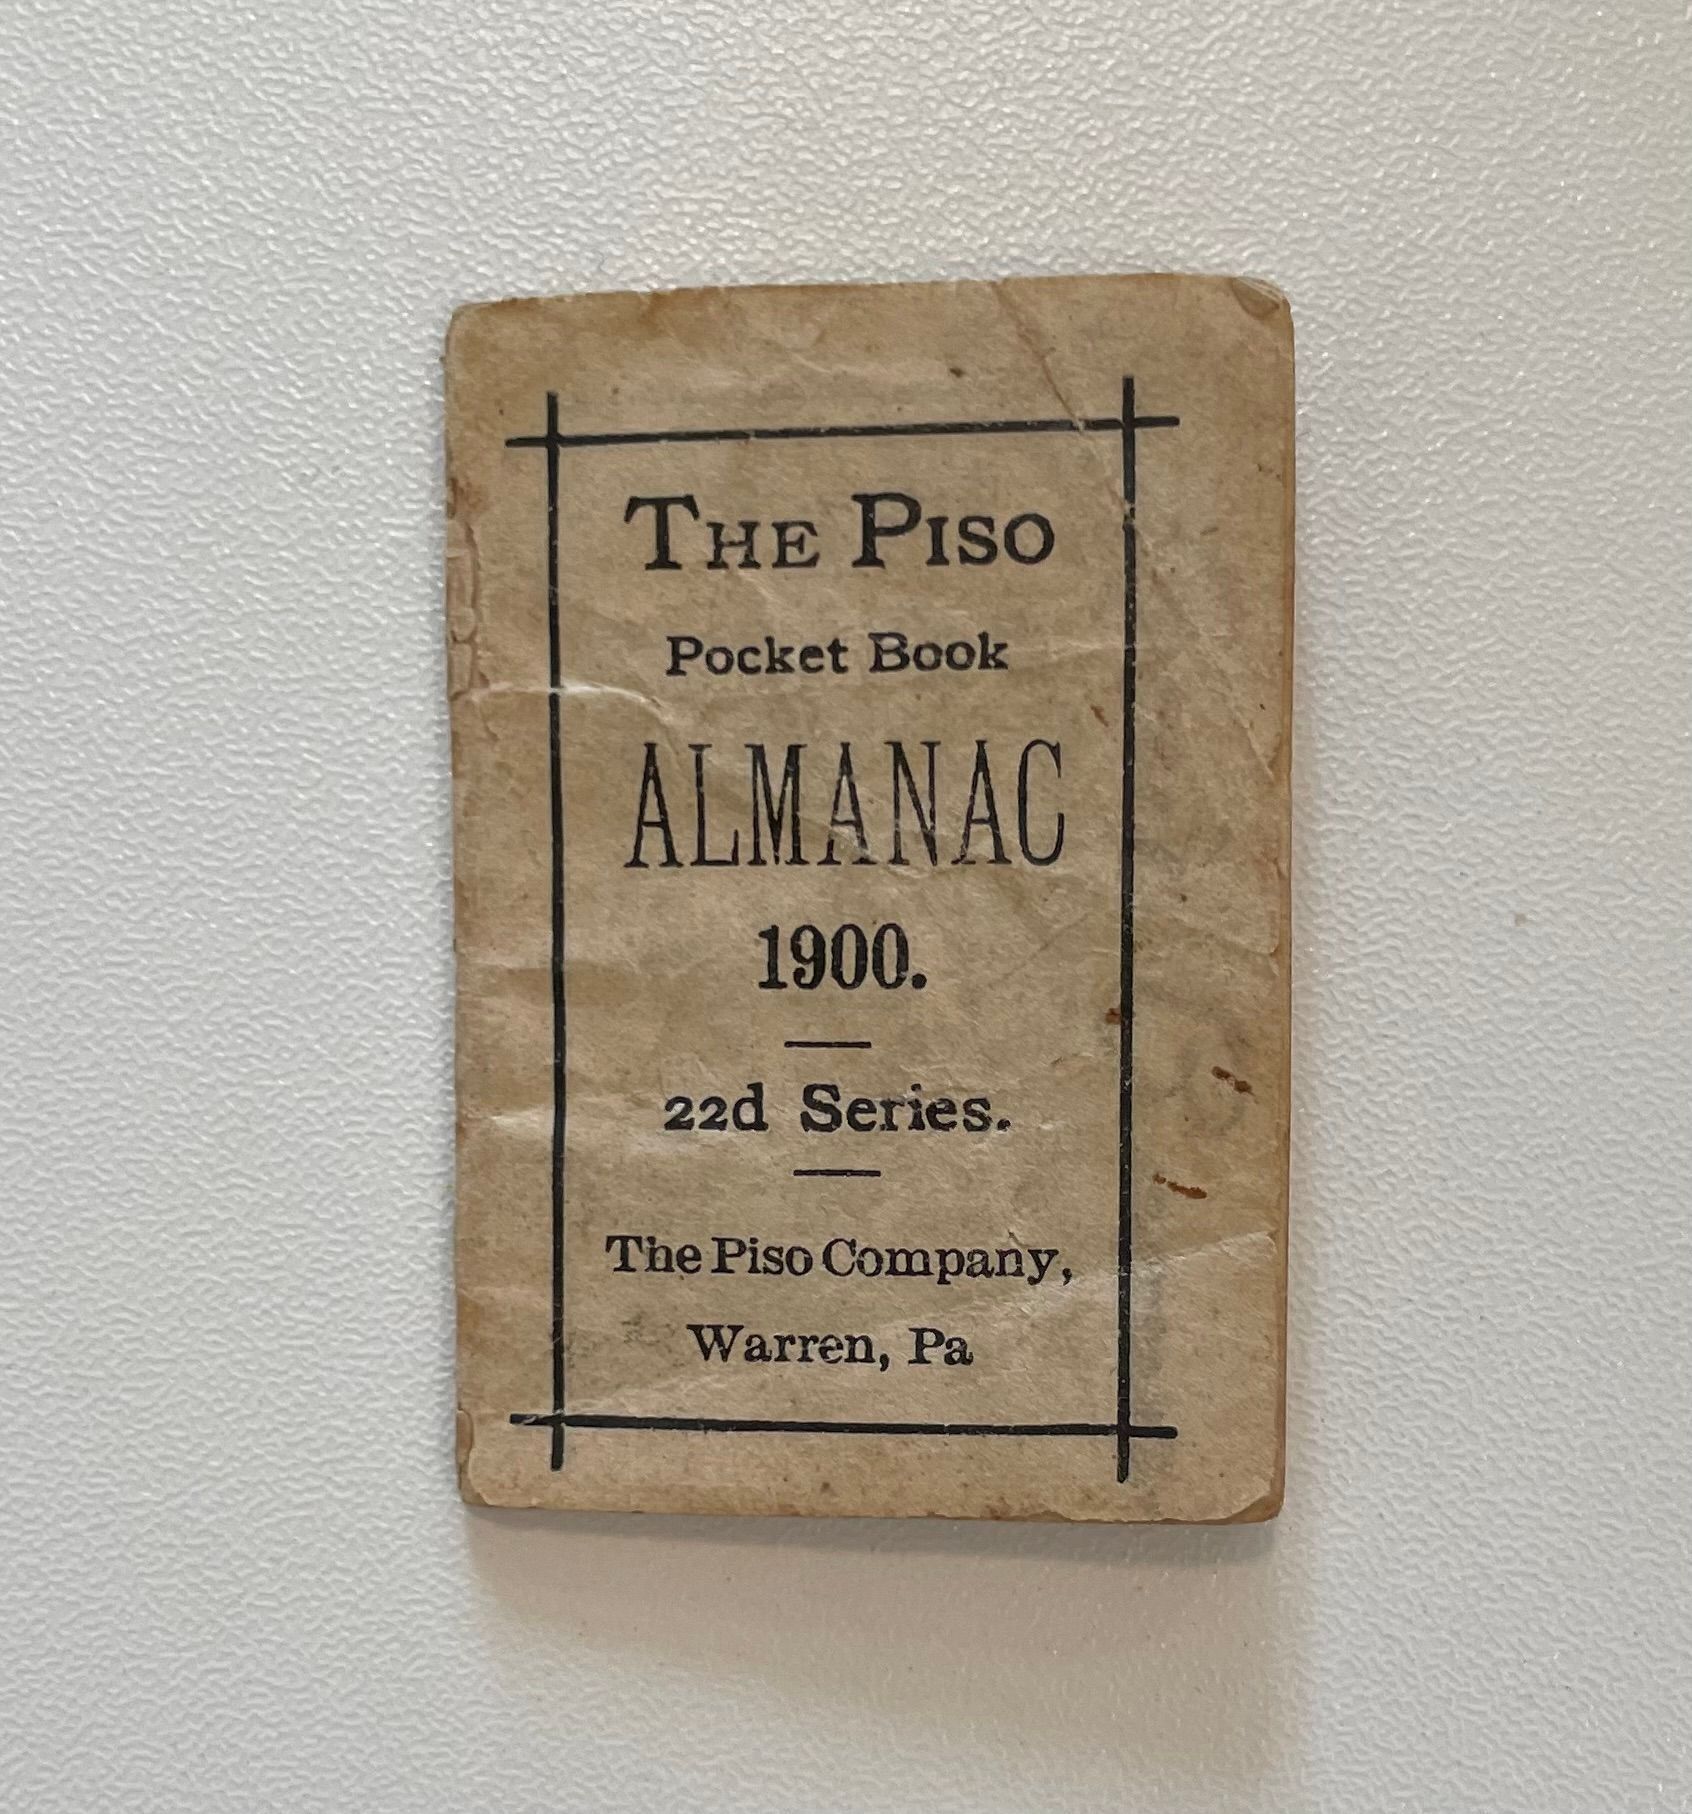 THE PISO
Pocket Book
ALMANAC
1900.
22d Series.
The Piso Company,
Warren, Pa